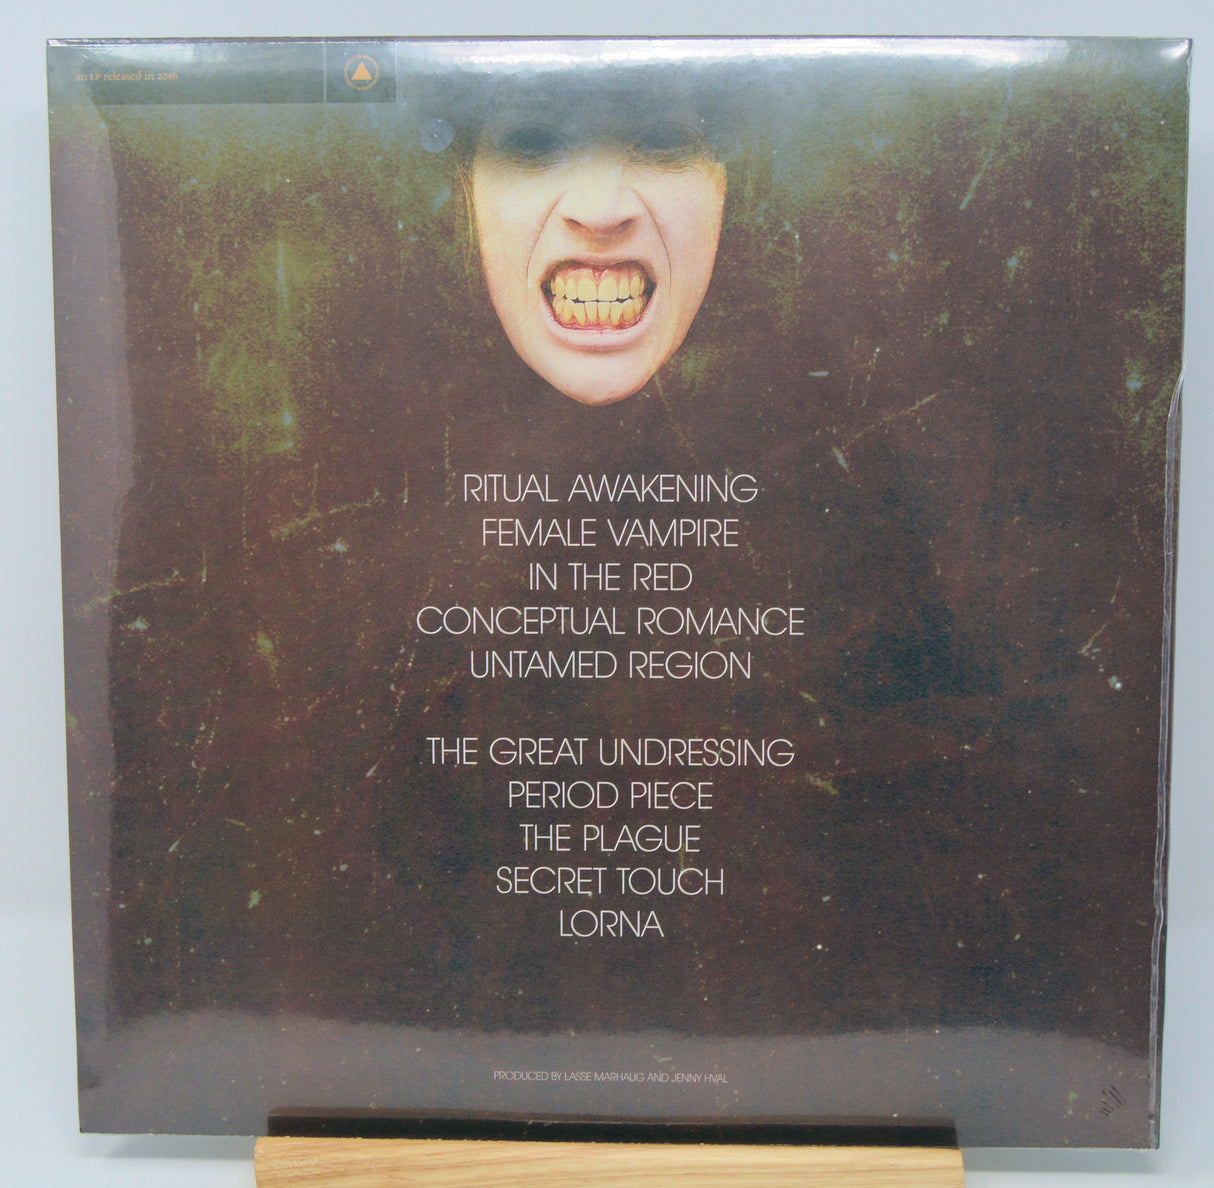 an LP released in 2016
RITUAL AWAKENING
FEMALE VAMPIRE
IN THE RED
CONCEPTUAL ROMANCE
UNTAMED REGION
THE GREAT UNDRESSING
PERIOD PIECE
THE PLAGUE
SECRET TOUCH
LORNA
PRODUCED BY LASSE MARHAUG AND JENNY HVAL